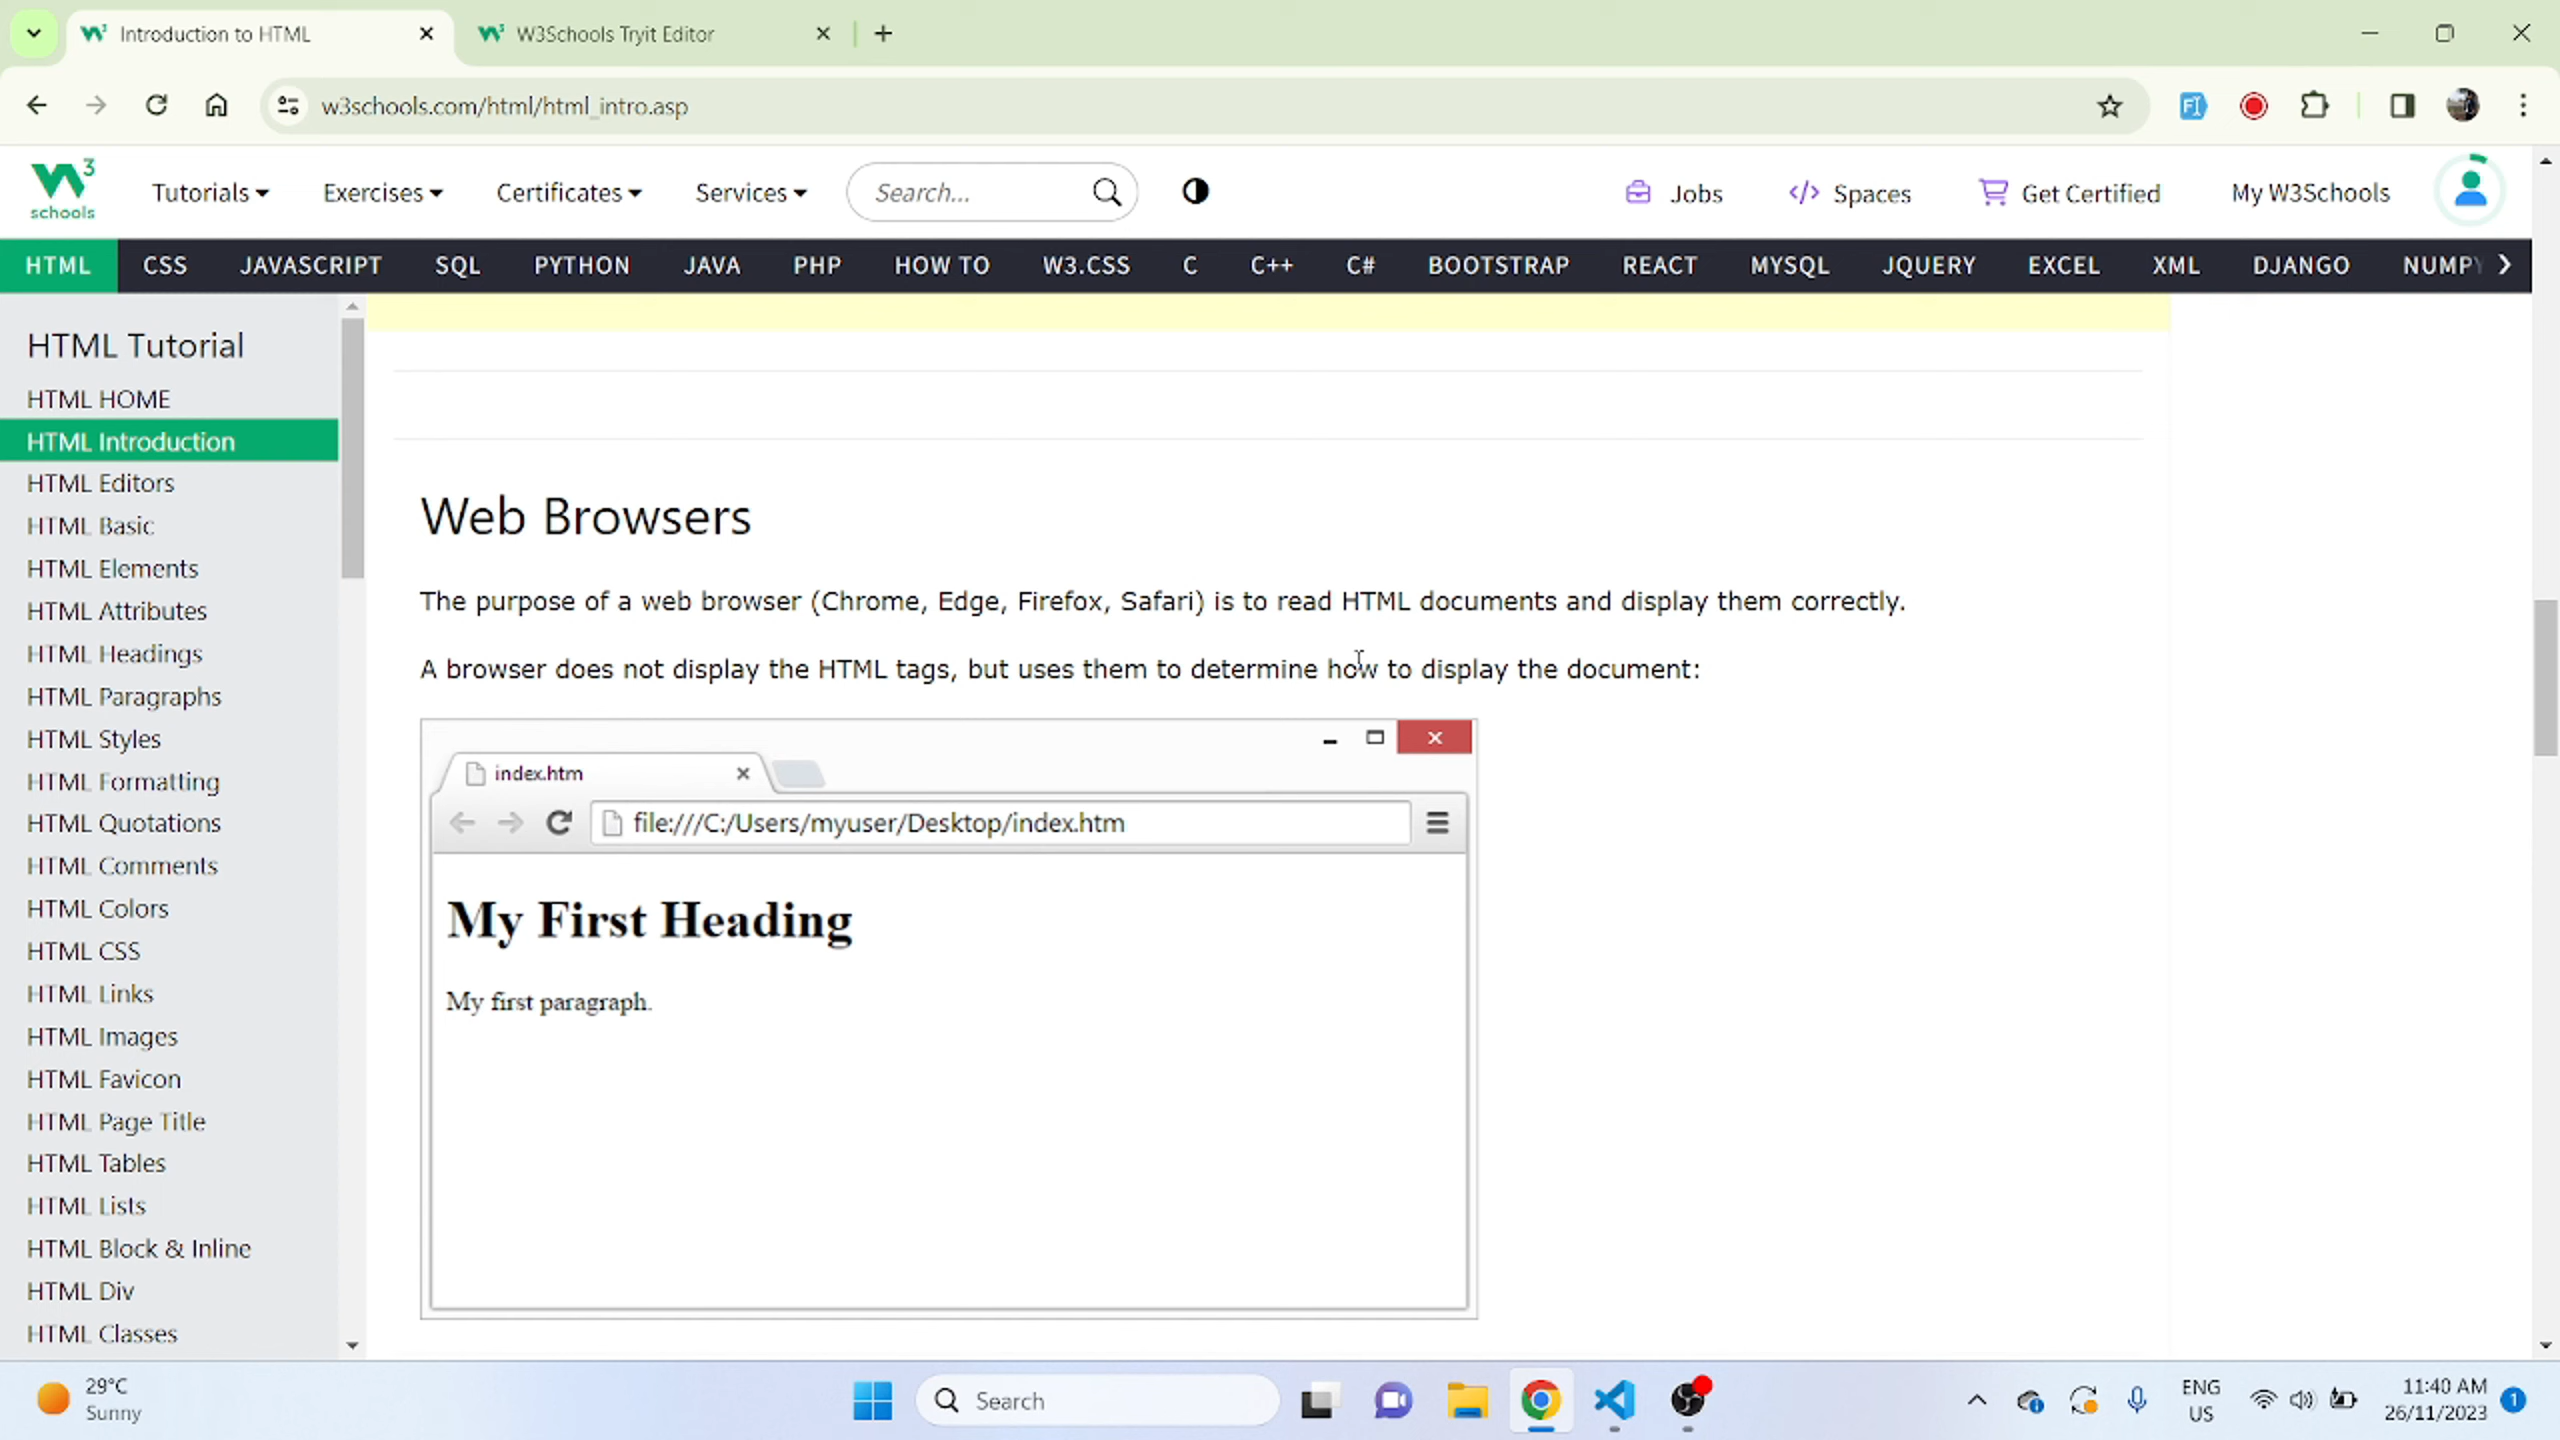 Introduction to HTML
W3Schools Tryit Editor
w3schools.com/html/html_intro.asp
W3 schools
Tutorials
Exercises
Certificates
Services
Search...
Jobs
Spaces
Get Certified
My W3Schools
HTML CSS JAVASCRIPT SQL PYTHON JAVA PHP HOW TO W3.CSS C C++ C# BOOTSTRAP REACT MYSQL JQUERY EXCEL XML DJANGO NUMPY
HTML Tutorial
HTML HOME
HTML Introduction
HTML Editors
HTML Basic
HTML Elements
HTML Attributes
HTML Headings
HTML Paragraphs
HTML Styles
HTML Formatting
HTML Quotations
HTML Comments
HTML Colors
HTML CSS
HTML Links
HTML Images
HTML Favicon
HTML Page Title
HTML Tables
HTML Lists
HTML Block & Inline
HTML Div
HTML Classes
Web Browsers
The purpose of a web browser (Chrome, Edge, Firefox, Safari) is to read HTML documents and display them correctly.
A browser does not display the HTML tags, but uses them to determine how to display the document:
index.htm
file:///C:/Users/myuser/Desktop/index.htm
My First Heading
My first paragraph.
29°C
Sunny
Search
ENG
US
11:40 AM
26/11/2023
1